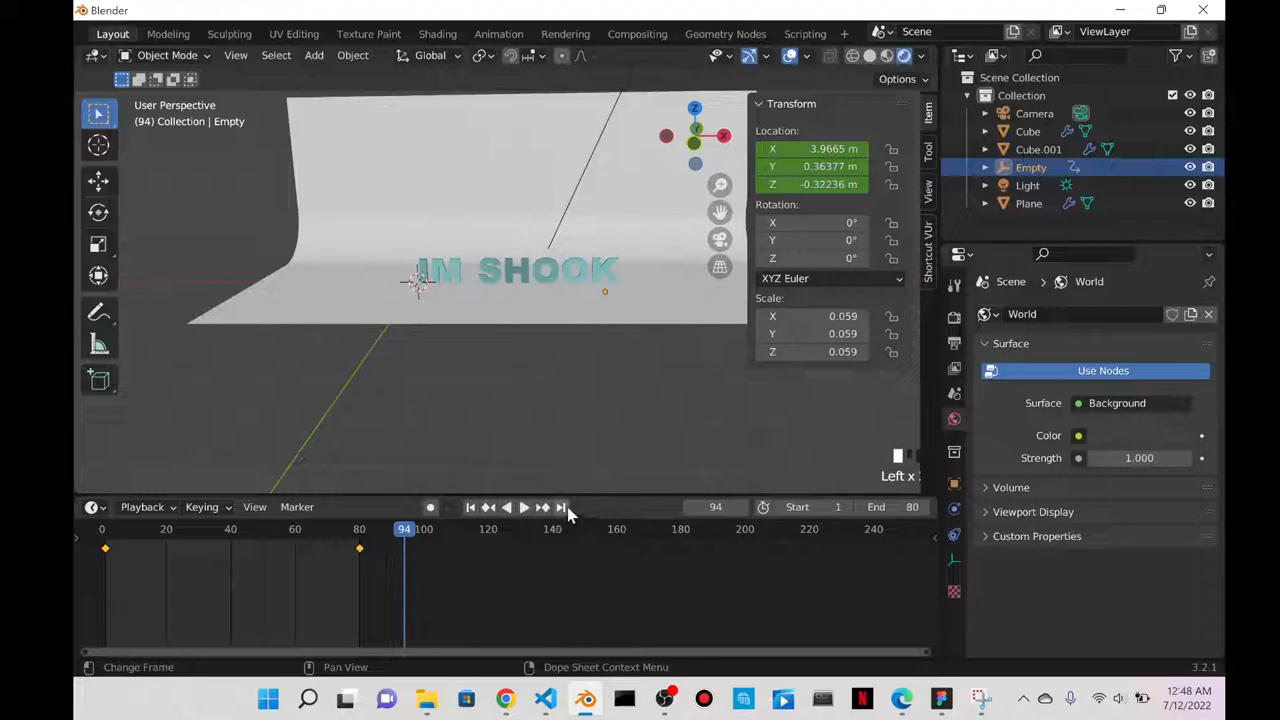 Blender
Layout Modeling Sculpting UV Editing Texture Paint Shading Animation Rendering Compositing Geometry Nodes Scripting + Scene ViewLayer
Object Mode View Select Add Object Global
Options
User Perspective
(94) Collection | Empty
IM SHOOK
Z
Y
X
Transform
Location:
X 3.9665 m
Y 0.36377 m
Z -0.32236 m
Rotation:
X 0°
Y 0°
Z 0°
XYZ Euler
Scale:
X 0.059
Y 0.059
Z 0.059
Item
Tool
View
Shortcut VUr
Left x
Scene Collection
Collection
Camera
Cube
Cube.001
Empty
Light
Plane
Scene > World
World
Surface
Use Nodes
Surface Background
Color
Strength 1.000
Volume
Viewport Display
Custom Properties
Playback Keying View Marker 94 Start 1 End 80
0 20 40 60 80 94 100 120 140 160 180 200 220 240
Change Frame Pan View Dope Sheet Context Menu 3.2.1
12:48 AM
7/12/2022